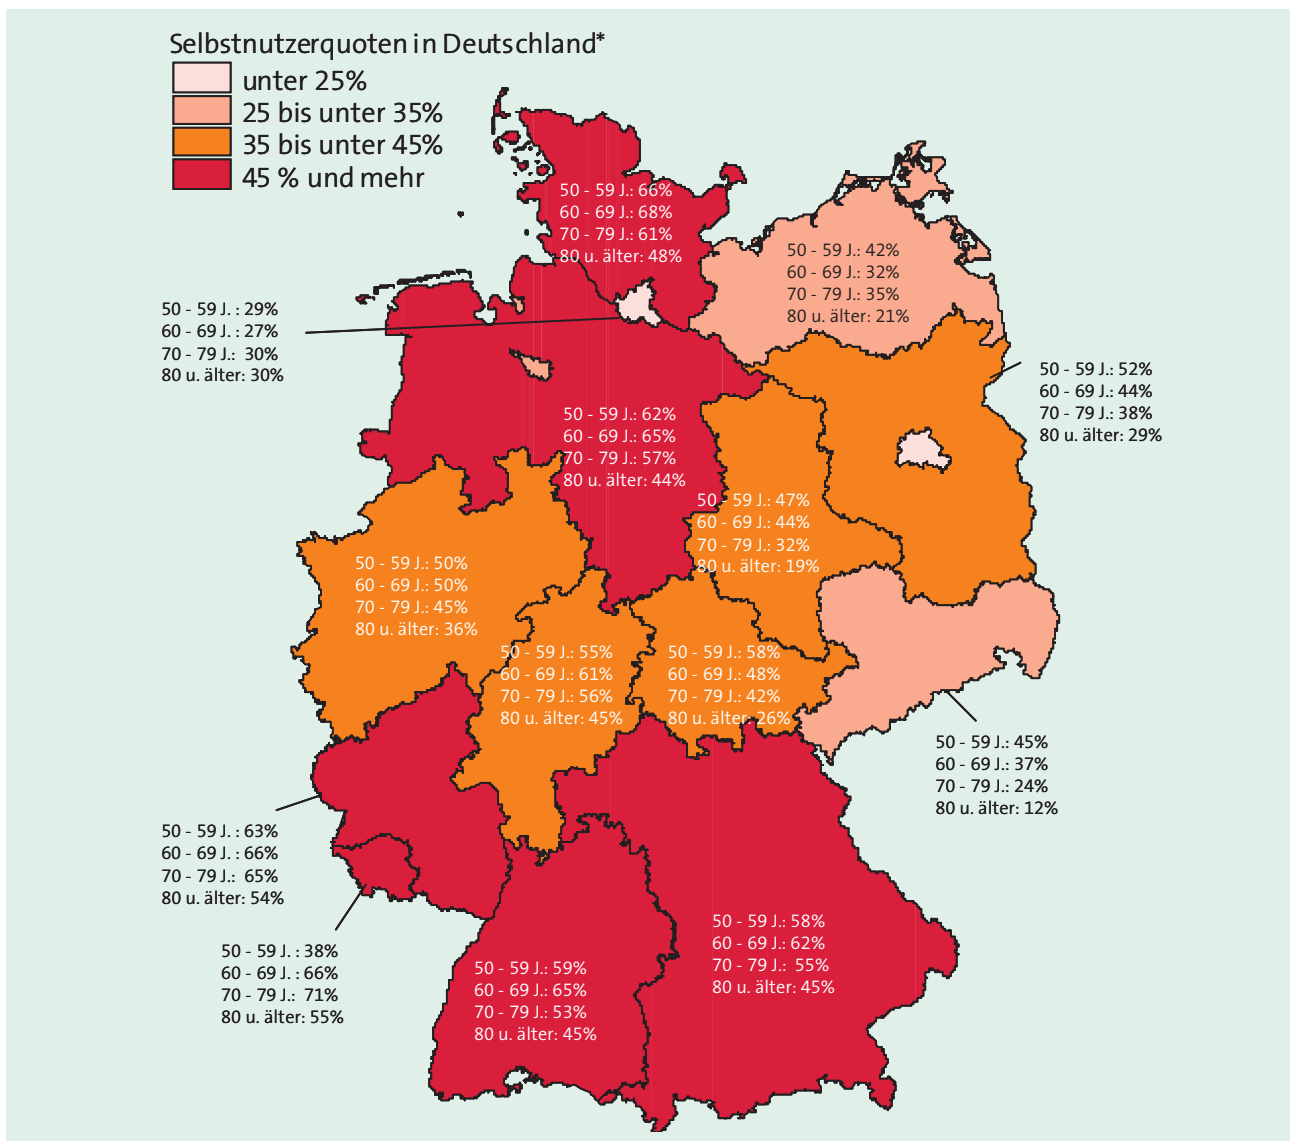 Selbstnutzerquoten in Deutschland*
unter 25%
25 bis unter 35%
35 bis unter 45%
45 % und mehr
50 - 59 J.: 66%
60 - 69 J.: 68%
70 - 79 J.: 61%
80 u. älter: 48%
50 - 59 J.: 42%
60 - 69 J.: 32%
70 - 79 J.: 35%
80 u. älter: 21%
50 - 59 J. : 29%
60 - 69 J.: 27%
70 - 79 J.: 30%
80 u. älter: 30%
50 - 59 J.: 52%
60 - 69 J.: 44%
70 - 79 J.: 38%
80 u. älter: 29%
50 - 59 J.: 62%
60 - 69 J.: 65%
70 - 79 J.: 57%
80 u. älter: 44%
50 - 59 J.: 47%
60 - 69 J.: 44%
70 - 79 J.: 32%
80 u. älter: 19%
50 - 59 J.: 50%
60 - 69 J.: 50%
70 - 79 J.: 45%
80 u. älter: 36%
50 - 59 J.: 55%
60 - 69 J.: 61%
70 - 79 J.: 56%
80 u. älter: 45%
50 - 59 J.: 58%
60 - 69 J.: 48%
70 - 79 J.: 42%
80 u. älter: 26%
50 - 59 J.: 45%
60 - 69 J.: 37%
70 - 79 J.: 24%
80 u. älter: 12%
50 - 59 J. : 63%
60 - 69 J. : 66%
70 - 79 J.: 65%
80 u. älter: 54%
50 - 59 J. : 38%
60 - 69 J. : 66%
70 - 79 J.: 71%
80 u. älter: 55%
50 - 59 J.: 59%
60 - 69 J.: 65%
70 - 79 J.: 53%
80 u. älter: 45%
50 - 59 J.: 58%
60 - 69 J.: 62%
70 - 79 J.: 55%
80 u. älter: 45%